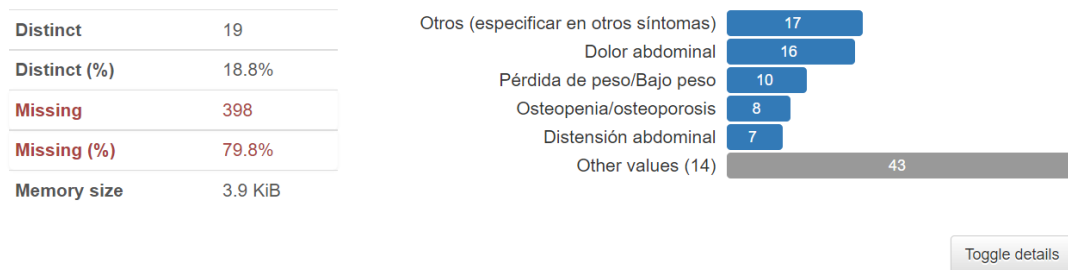 Distinct 19
Distinct (%) 18.8%
Missing 398
Missing (%) 79.8%
Memory size 3.9 KiB
Otros (especificar en otros síntomas) 17
Dolor abdominal 16
Pérdida de peso/Bajo peso 10
Osteopenia/osteoporosis 8
Distensión abdominal 7
Other values (14) 43
Toggle details